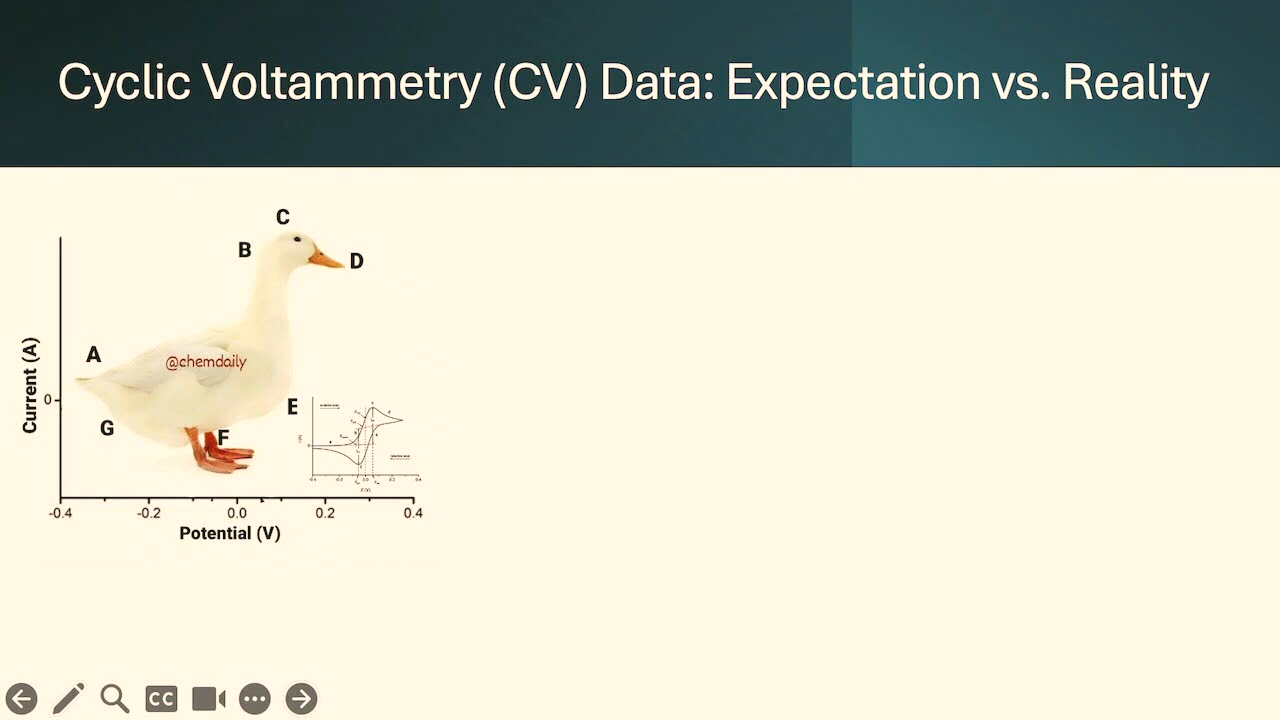 Cyclic Voltammetry (CV) Data: Expectation vs. Reality
C
B
D
A
@chemdaily
E
G
F
Current (A)
0
-0.4 -0.2 0.0 0.2 0.4
Potential (V)
CC